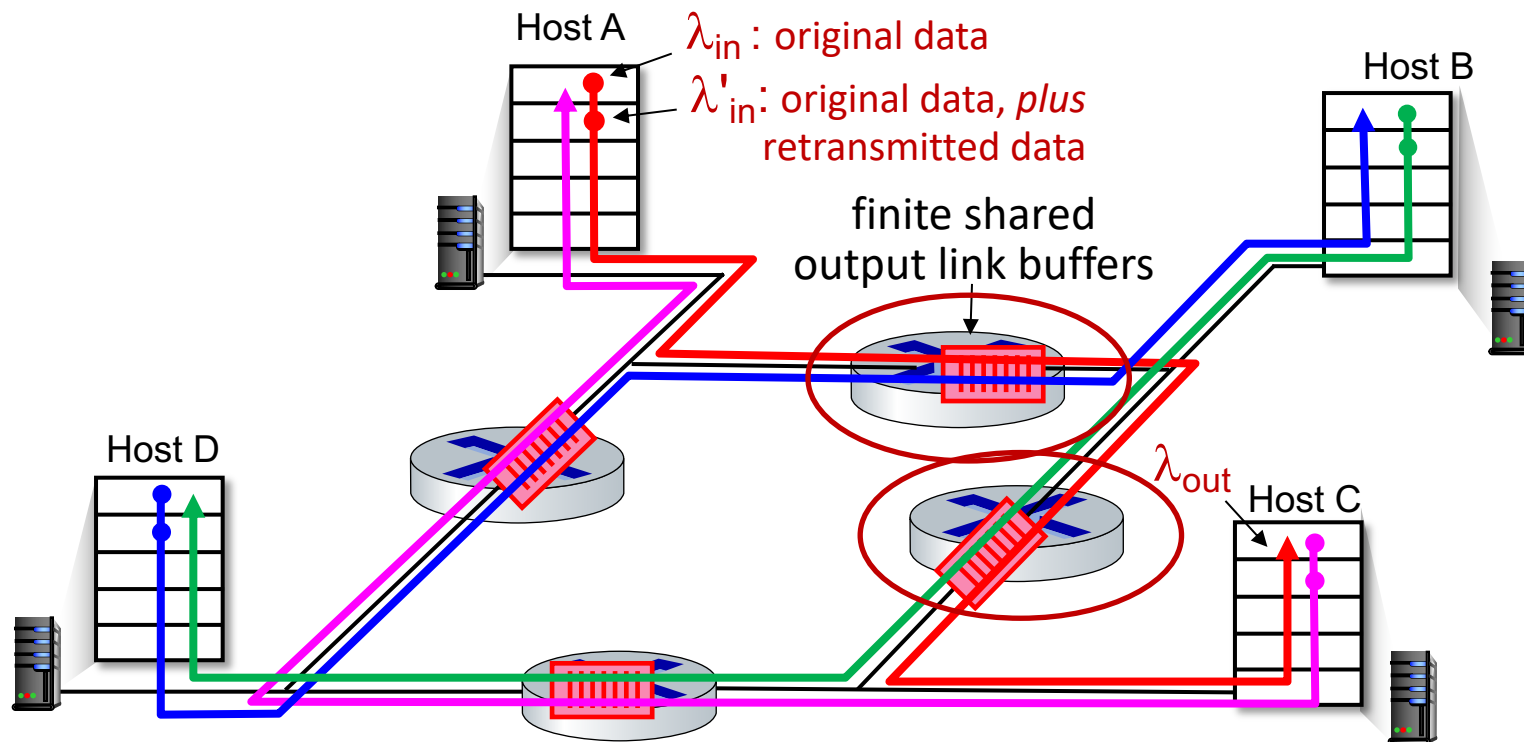 Host A
λin : original data
λ'in: original data, plus
retransmitted data
Host B
finite shared
output link buffers
Host D
λout
Host C